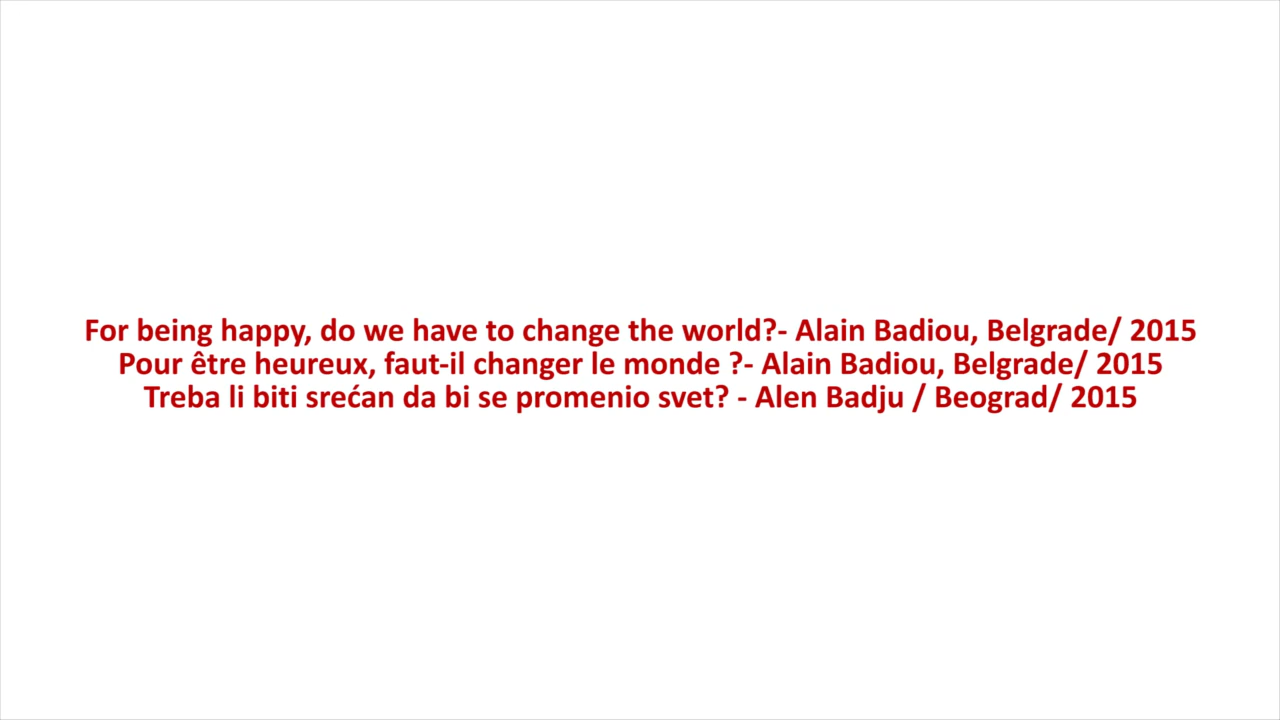 For being happy, do we have to change the world?- Alain Badiou, Belgrade/ 2015
Pour être heureux, faut-il changer le monde ?- Alain Badiou, Belgrade/ 2015
Treba li biti srećan da bi se promenio svet? - Alen Badju / Beograd/ 2015